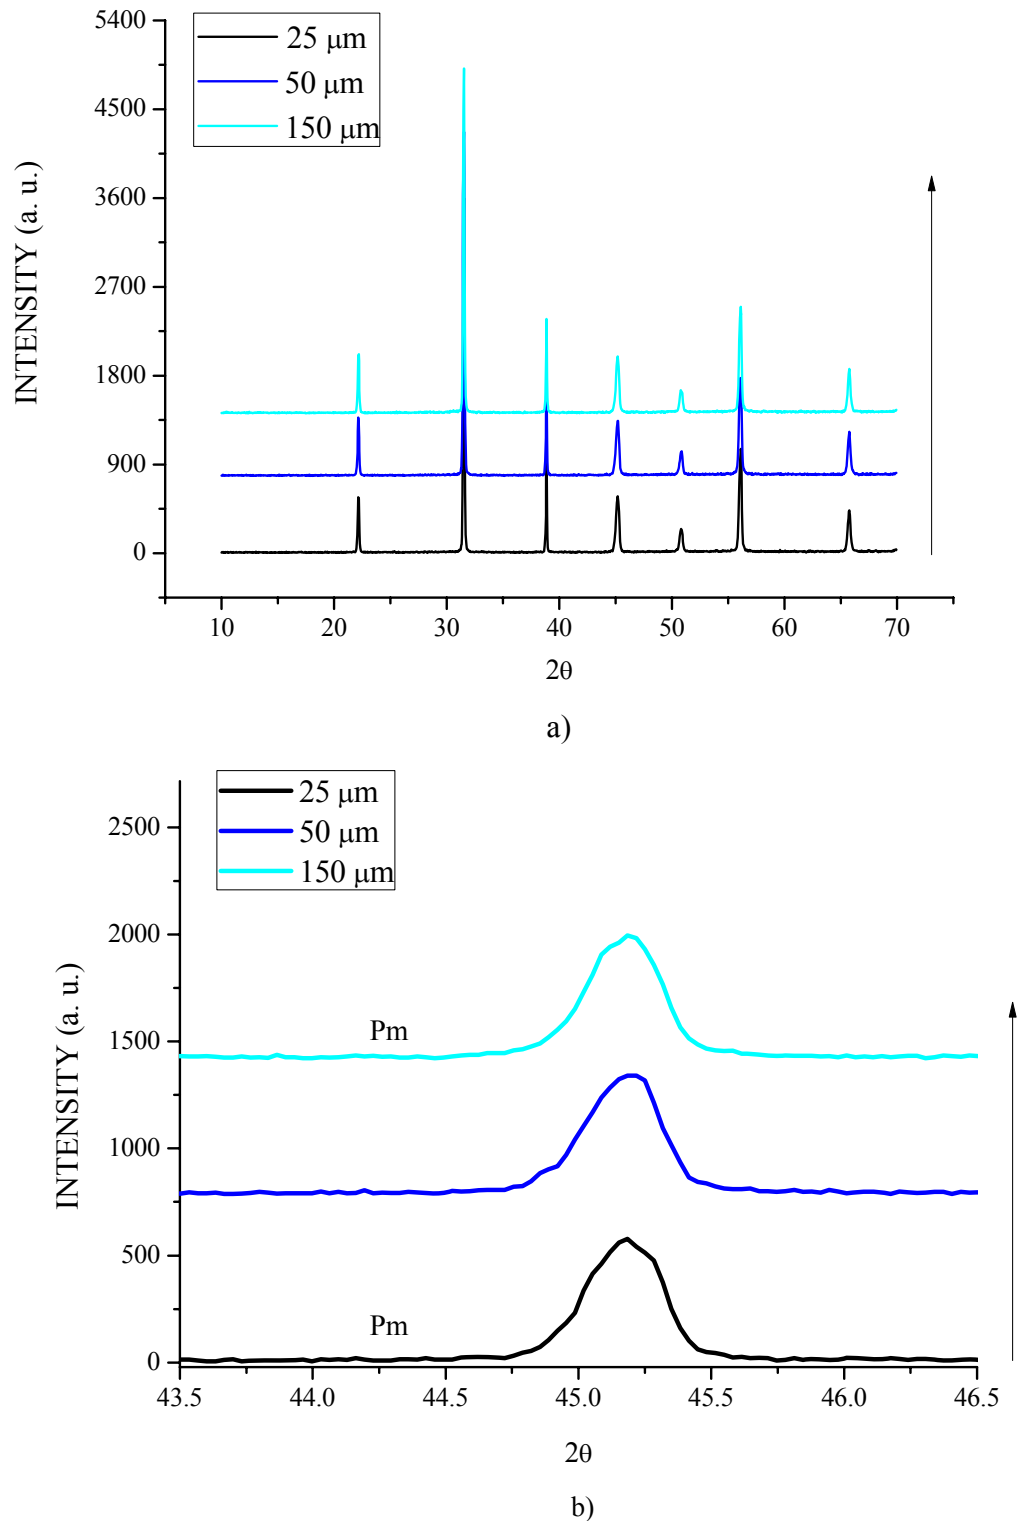 25 μm
50 μm
150 μm
INTENSITY (a. u.)
5400
4500
3600
2700
1800
900
0
10 20 30 40 50 60 70
2θ
a)
25 μm
50 μm
150 μm
INTENSITY (a. u.)
2500
2000
1500
1000
500
0
Pm
Pm
43.5 44.0 44.5 45.0 45.5 46.0 46.5
2θ
b)